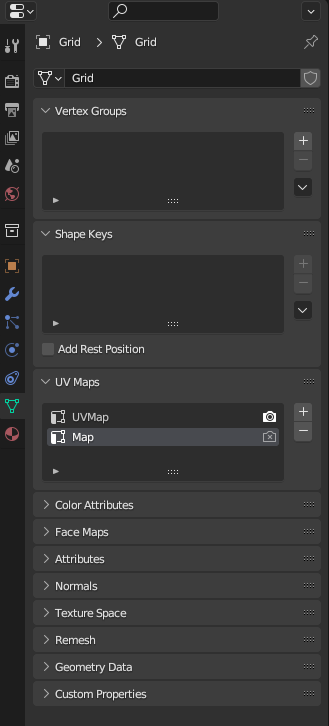 Grid > Grid
Grid
Vertex Groups
Shape Keys
Add Rest Position
UV Maps
UVMap
Map
Color Attributes
Face Maps
Attributes
Normals
Texture Space
Remesh
Geometry Data
Custom Properties